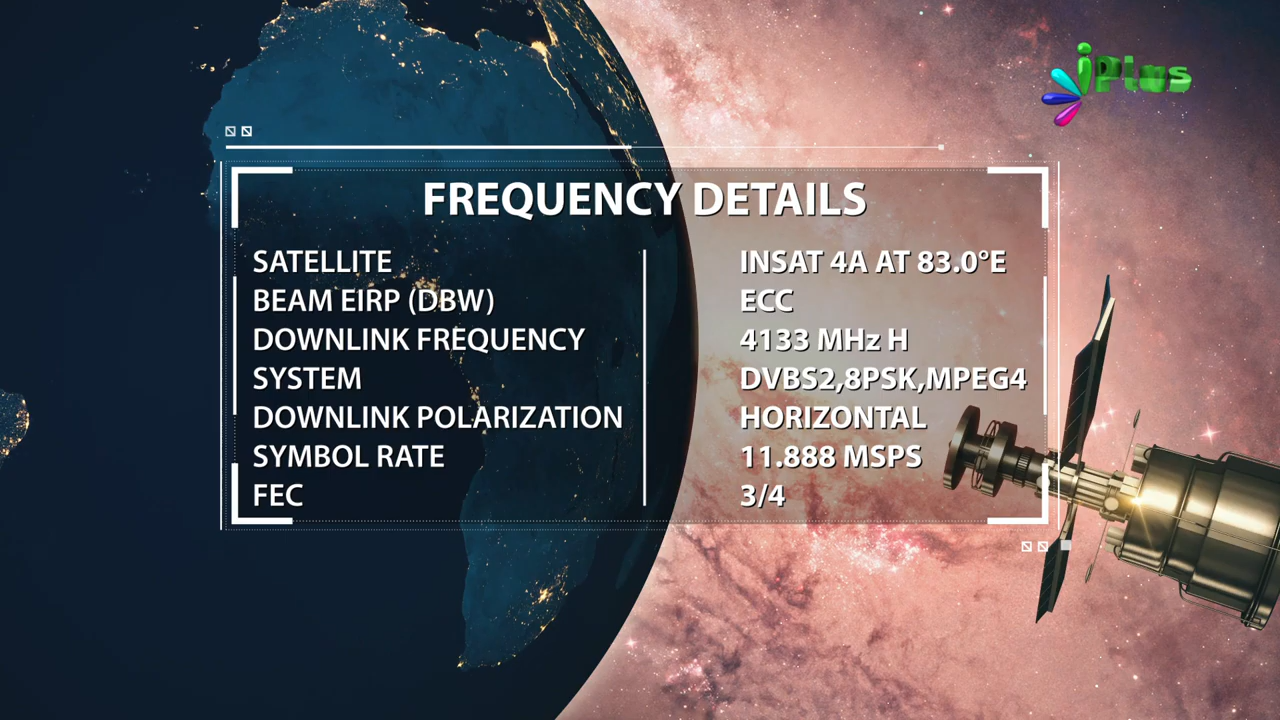 iPlus
FREQUENCY DETAILS
SATELLITE INSAT 4A AT 83.0°E
BEAM EIRP (DBW) ECC
DOWNLINK FREQUENCY 4133 MHz H
SYSTEM DVBS2,8PSK,MPEG4
DOWNLINK POLARIZATION HORIZONTAL
SYMBOL RATE 11.888 MSPS
FEC 3/4